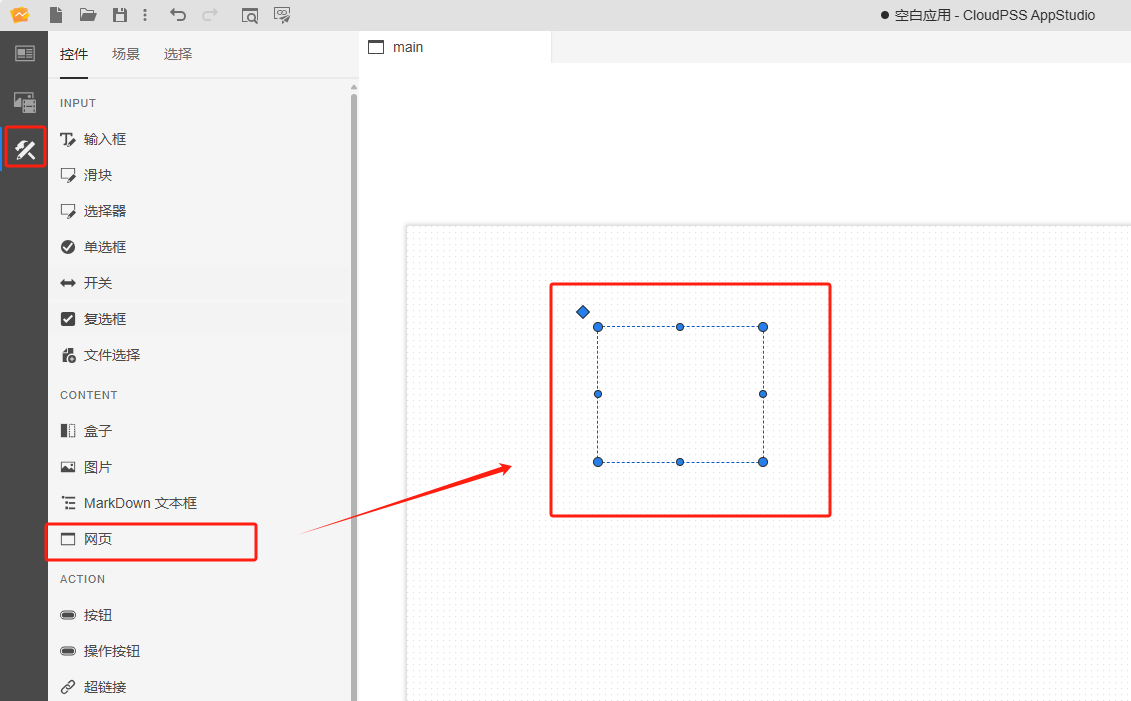 ● 空白应用 - CloudPSS AppStudio
控件 场景 选择
main
INPUT
输入框
滑块
选择器
单选框
开关
复选框
文件选择
CONTENT
盒子
图片
MarkDown 文本框
网页
ACTION
按钮
操作按钮
超链接